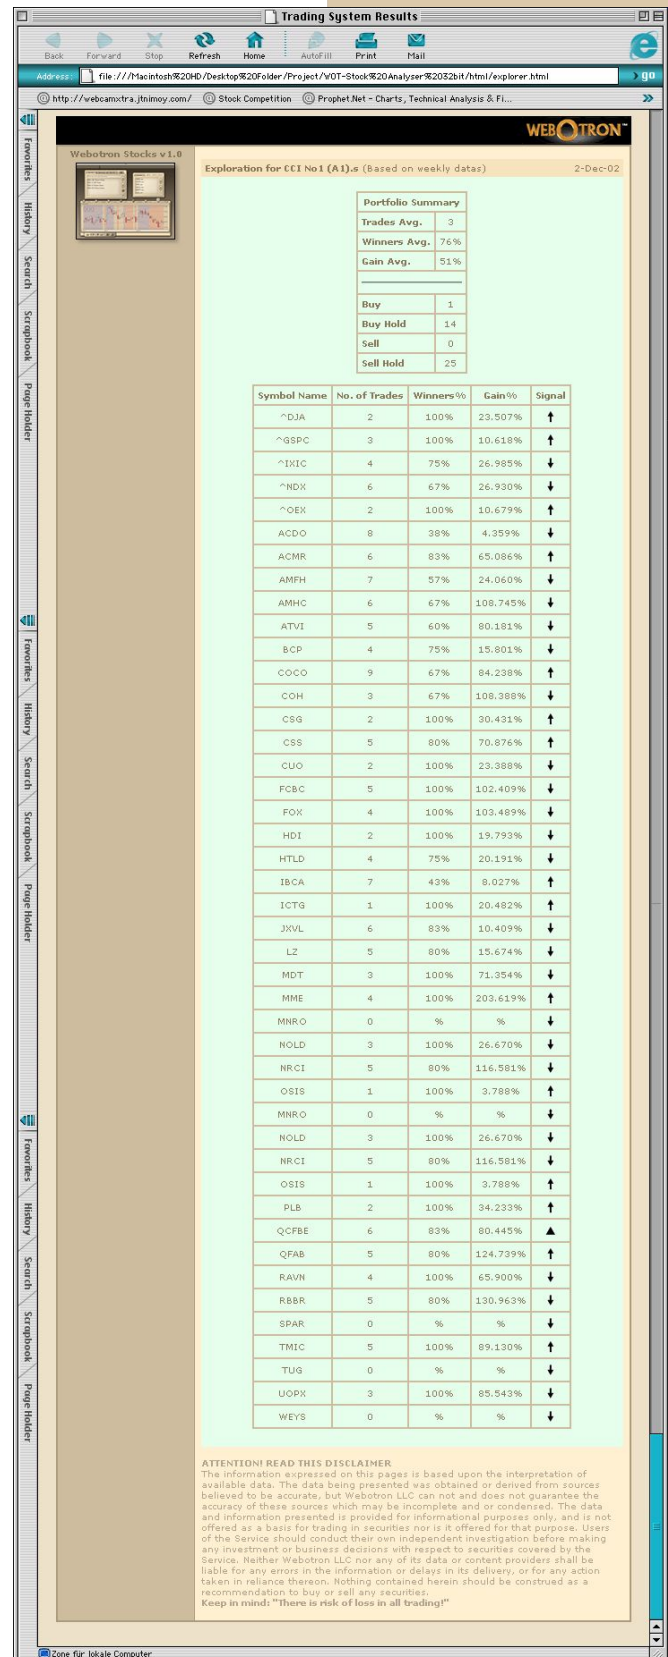 Trading System Results
Back Forward Stop Refresh Home AutoFill Print Mail
Address: file:///Macintosh%20HD/Desktop%20Folder/Project/WOT-Stock%20Analyser%2032bit/html/explorer.html go
http://webcamxtra.jtnimoy.com/ Stock Competition Prophet.Net - Charts, Technical Analysis & Fi...
Favorites
History
Search
Scrapbook
Page Holder
Favorites
History
Search
Scrapbook
Page Holder
Favorites
History
Search
Scrapbook
Page Holder
WEBOTRON™
Webotron Stocks v1.0
Exploration for CCI No1 (A1).s (Based on weekly datas) 2-Dec-02
Portfolio Summary
Trades Avg. 3
Winners Avg. 76%
Gain Avg. 51%
Buy 1
Buy Hold 14
Sell 0
Sell Hold 25
Symbol Name No. of Trades Winners% Gain% Signal
^DJA 2 100% 23.507%
^GSPC 3 100% 10.618%
^IXIC 4 75% 26.985%
^NDX 6 67% 26.930%
^OEX 2 100% 10.679%
ACDO 8 38% 4.359%
ACMR 6 83% 65.086%
AMFH 7 57% 24.060%
AMHC 6 67% 108.745%
ATVI 5 60% 80.181%
BCP 4 75% 15.801%
COCO 9 67% 84.238%
COH 3 67% 108.388%
CSG 2 100% 30.431%
CSS 5 80% 70.876%
CUO 2 100% 23.388%
FCBC 5 100% 102.409%
FOX 4 100% 103.489%
HDI 2 100% 19.793%
HTLD 4 75% 20.191%
IBCA 7 43% 8.027%
ICTG 1 100% 20.482%
JXVL 6 83% 10.409%
LZ 5 80% 15.674%
MDT 3 100% 71.354%
MME 4 100% 203.619%
MNRO 0 % %
NOLD 3 100% 26.670%
NRCI 5 80% 116.581%
OSIS 1 100% 3.788%
MNRO 0 % %
NOLD 3 100% 26.670%
NRCI 5 80% 116.581%
OSIS 1 100% 3.788%
PLB 2 100% 34.233%
QCFBE 6 83% 80.445%
QFAB 5 80% 124.739%
RAVN 4 100% 65.900%
RBBR 5 80% 130.963%
SPAR 0 % %
TMIC 5 100% 89.130%
TUG 0 % %
UOPX 3 100% 85.543%
WEYS 0 % %
ATTENTION! READ THIS DISCLAIMER
The information expressed on this pages is based upon the interpretation of
available data. The data being presented was obtained or derived from sources
believed to be accurate, but Webotron LLC can not and does not guarantee the
accuracy of these sources which may be incomplete and or condensed. The data
and information presented is provided for informational purposes only, and is not
offered as a basis for trading in securities nor is it offered for that purpose. Users
of the Service should conduct their own independent investigation before making
any investment or business decisions with respect to securities covered by the
Service. Neither Webotron LLC nor any of its data or content providers shall be
liable for any errors in the information or delays in its delivery, or for any action
taken in reliance thereon. Nothing contained herein should be construed as a
recommendation to buy or sell any securities.
Keep in mind: "There is risk of loss in all trading!"
Zone für lokale Computer